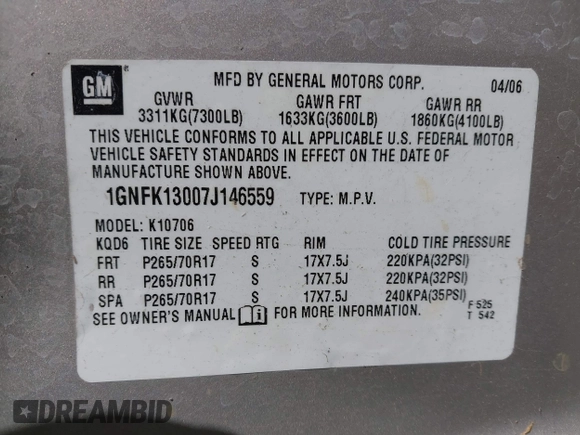 GM
MFD BY GENERAL MOTORS CORP. 04/06
GVWR GAWR FRT GAWR RR
3311KG(7300LB) 1633KG(3600LB) 1860KG(4100LB)
THIS VEHICLE CONFORMS TO ALL APPLICABLE U.S. FEDERAL MOTOR
VEHICLE SAFETY STANDARDS IN EFFECT ON THE DATE OF
MANUFACTURE SHOWN ABOVE.
1GNFK13007J146559 TYPE: M.P.V.
MODEL: K10706
KQD6 TIRE SIZE SPEED RTG RIM COLD TIRE PRESSURE
FRT P265/70R17 S 17X7.5J 220KPA(32PSI)
RR P265/70R17 S 17X7.5J 220KPA(32PSI)
SPA P265/70R17 S 17X7.5J 240KPA(35PSI)
SEE OWNER'S MANUAL i FOR MORE INFORMATION.
F 525
T 542
DREAMBID